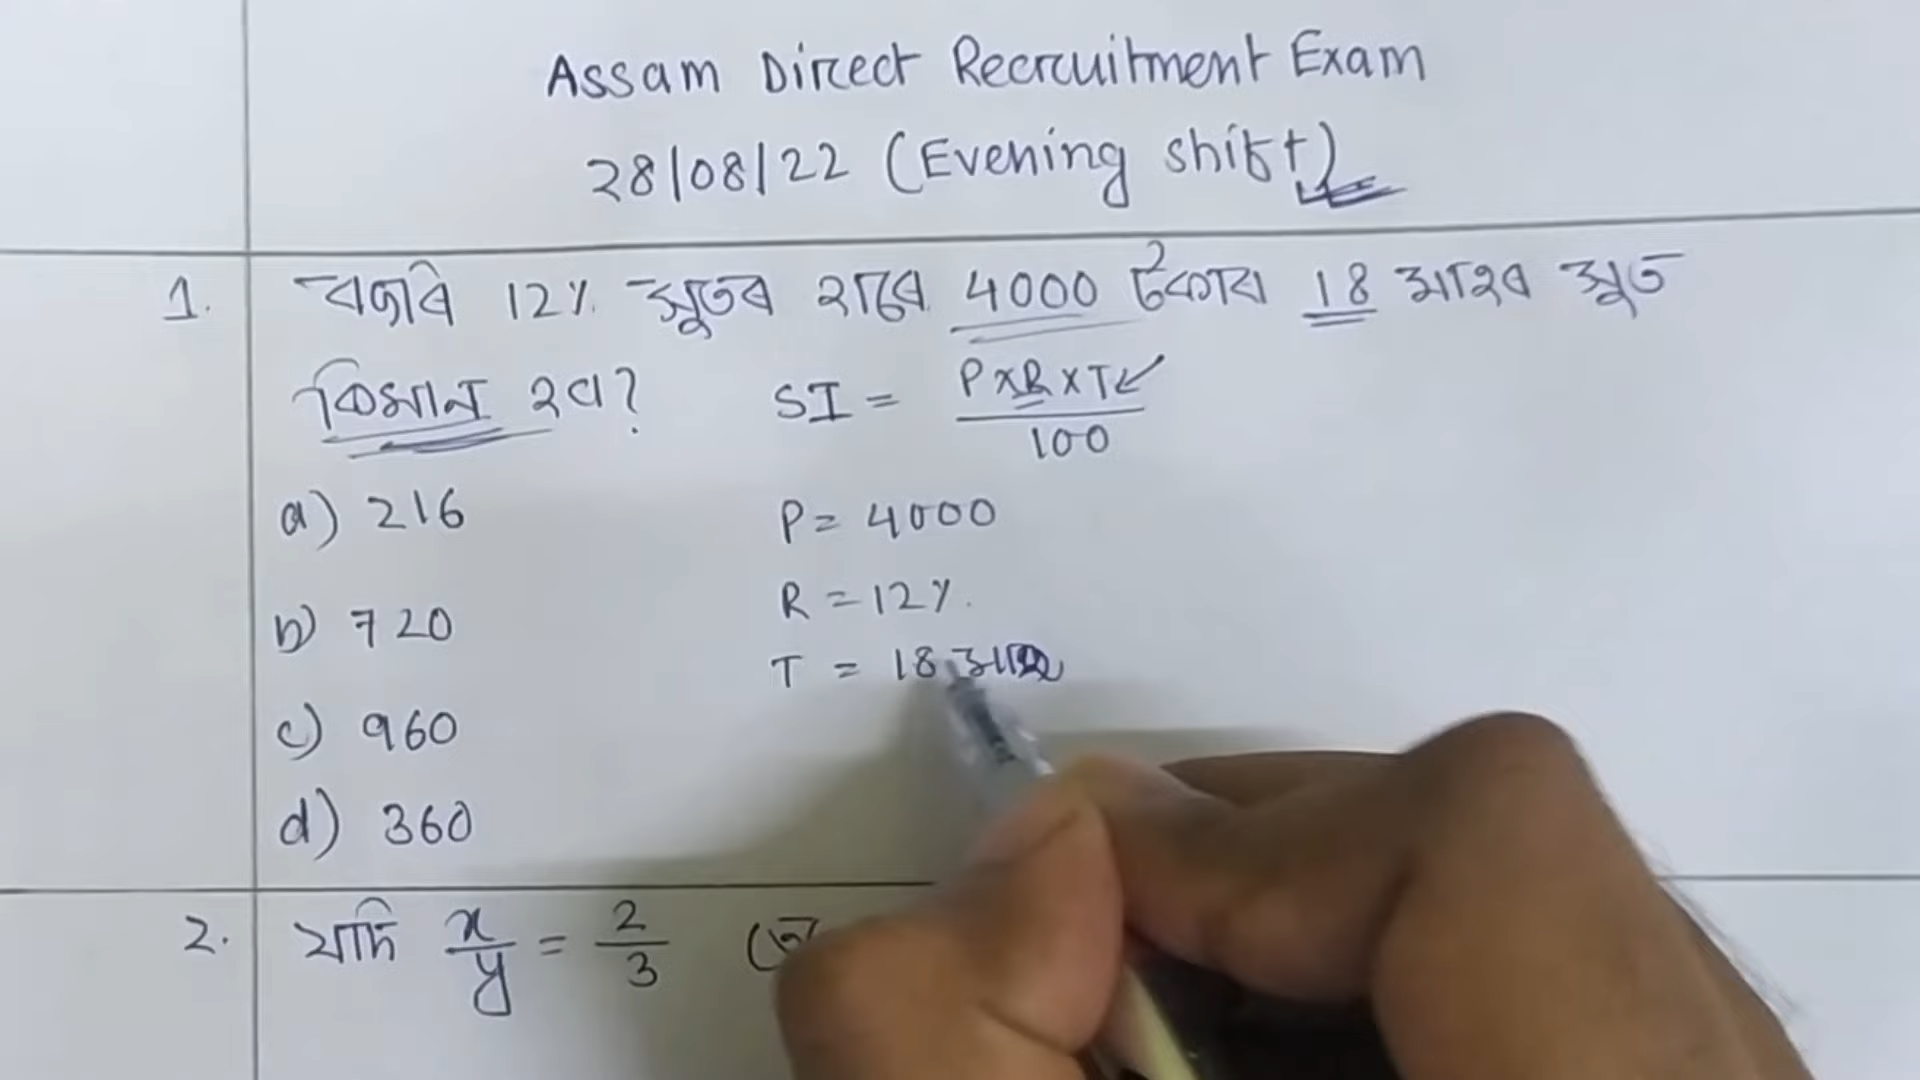 Assam Direct Recruitment Exam
28/08/22 (Evening shift)
1. বছৰি 12% সুতৰ হাৰে 4000 টকাৰ 18 মাহৰ সুত
কিমান হব? SI = P×R×T / 100
a) 216 P = 4000
b) 720 R = 12%.
T = 18 মাহ
c) 960
d) 360
2. যদি x/y = 2/3